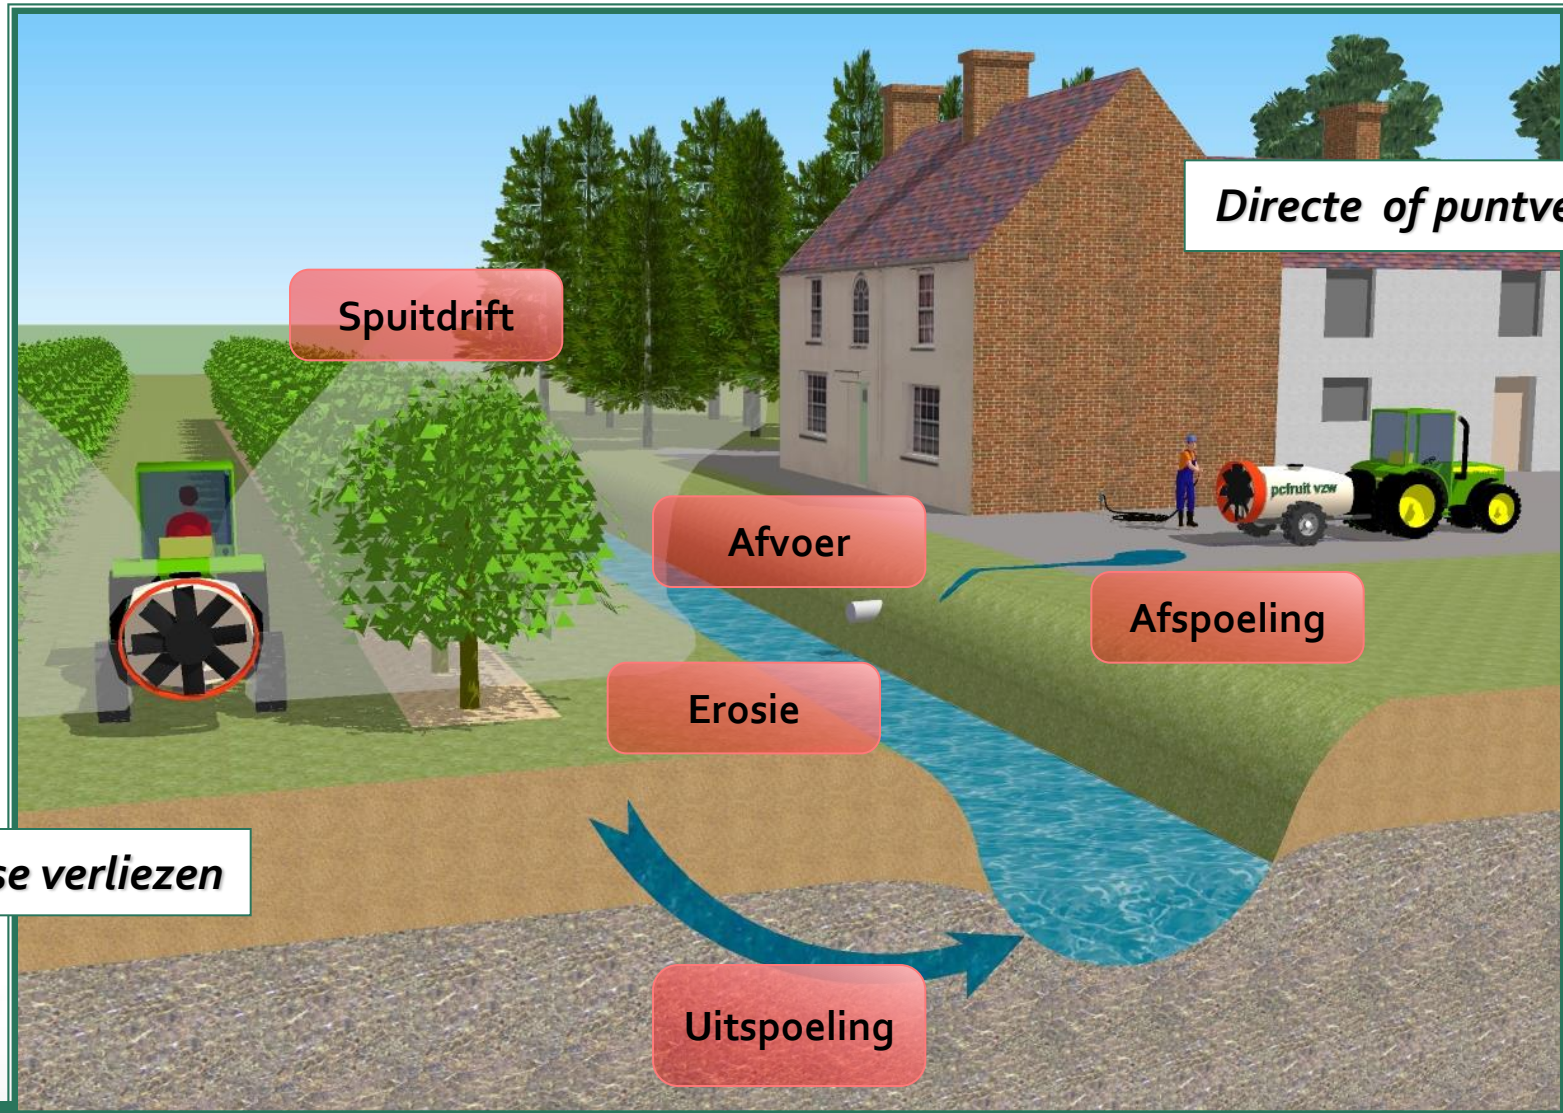 Directe of puntve
Spuitdrift
pcfruit vzw
Afvoer
Afspoeling
Erosie
se verliezen
Uitspoeling